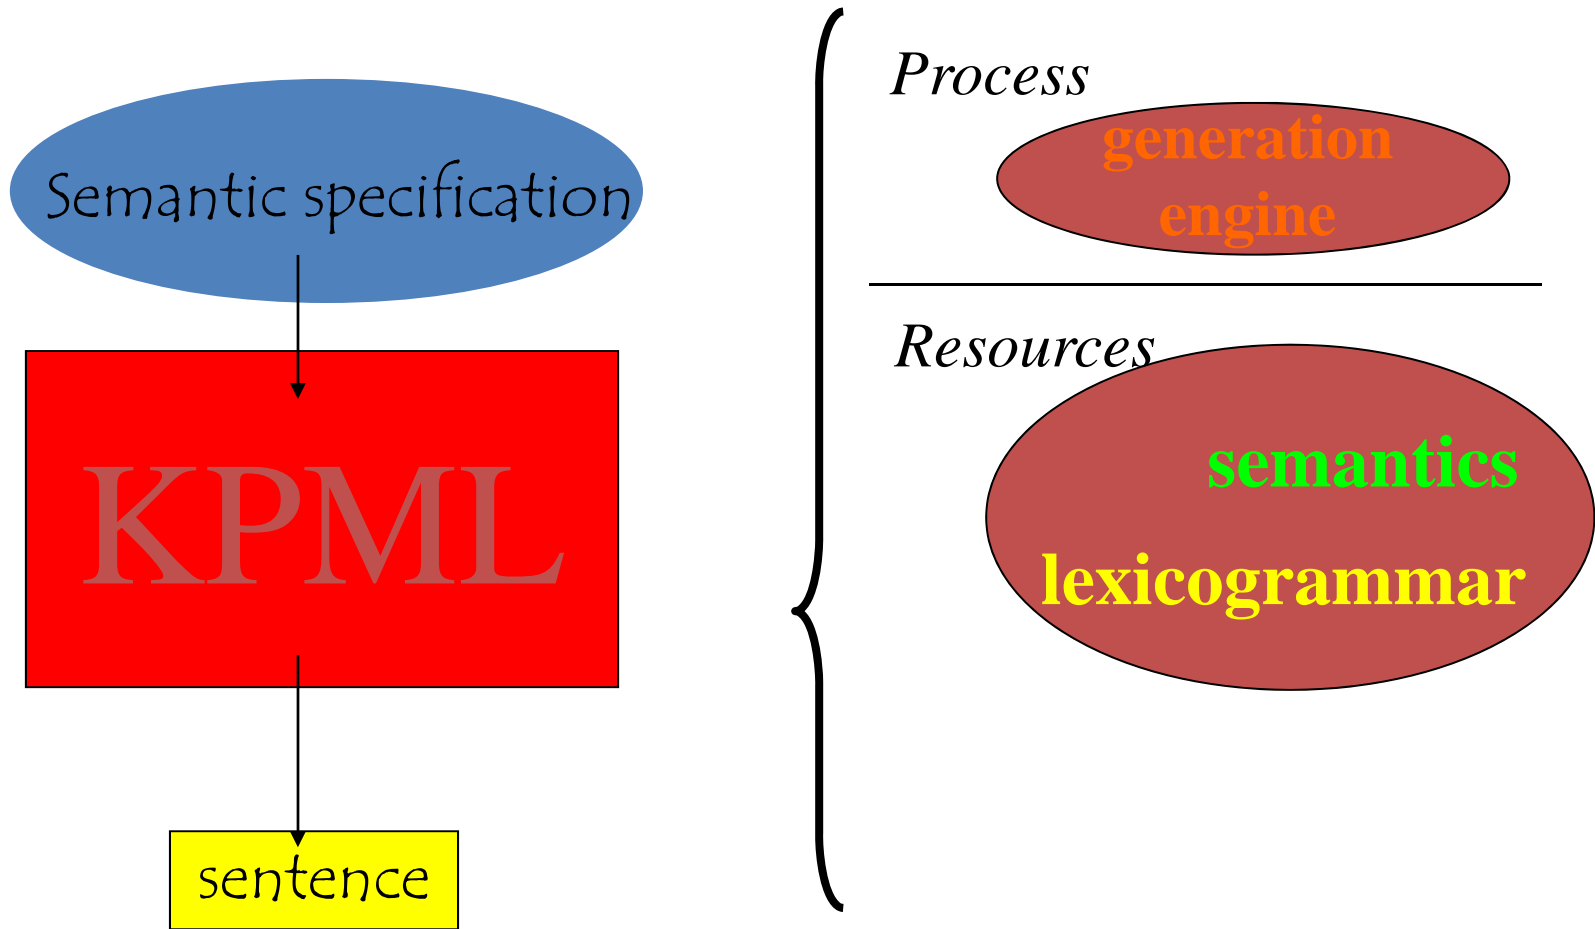 Semantic specification
KPML
sentence
Process
generation
engine
Resources
semantics
lexicogrammar